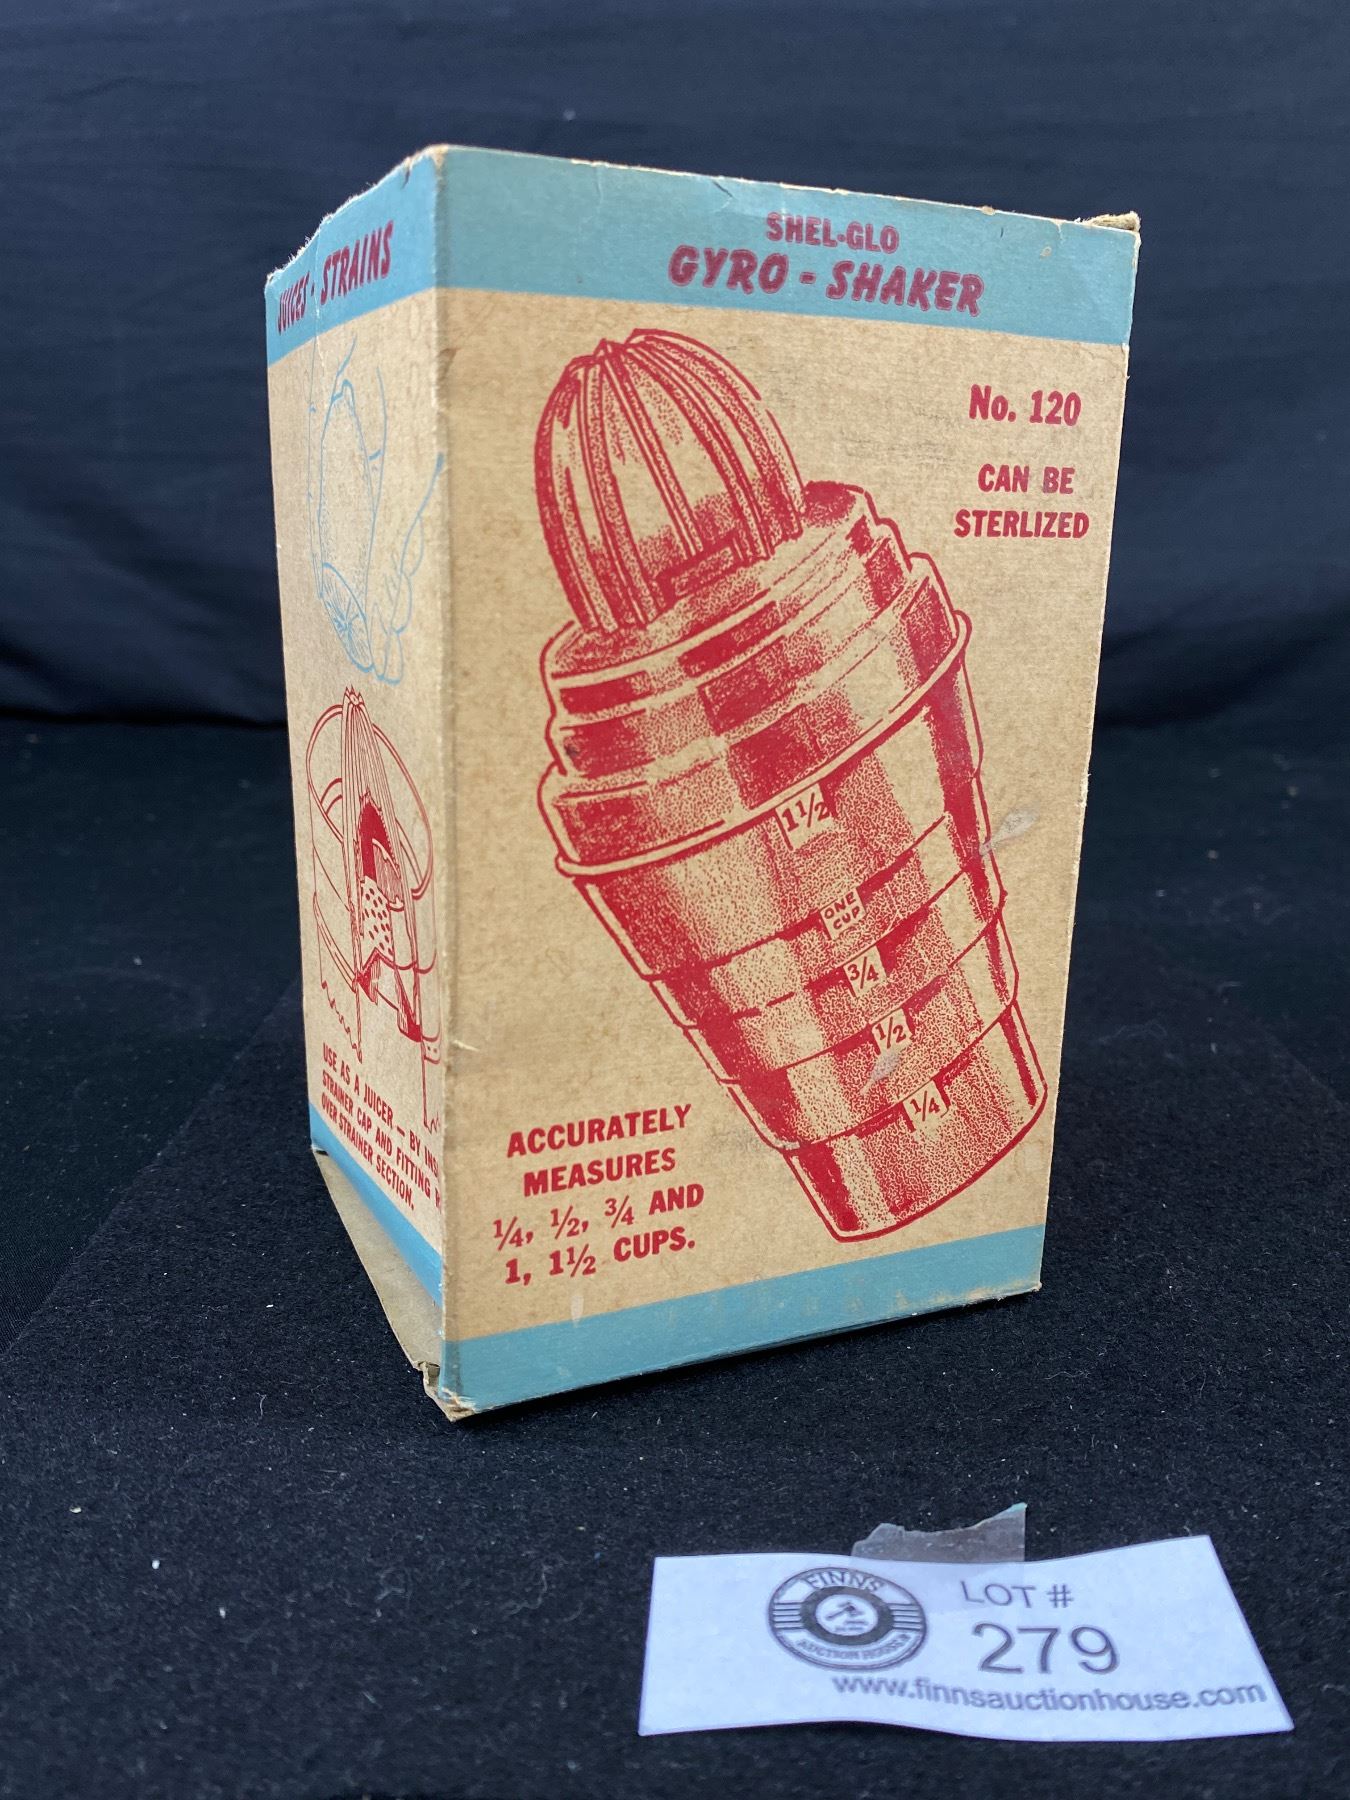 JUICES - STRAINS
USE AS A JUICER — BY
STRAINER CAP AND FITTING
OVER STRAINER SECTION.
SHEL-GLO
GYRO - SHAKER
No. 120
CAN BE
STERLIZED
1½
ONE
CUP
¾
½
¼
ACCURATELY
MEASURES
¼, ½, ¾ AND
1, 1½ CUPS.
FINNS
AUCTION HOUSE
LOT #
279
www.finnsauctionhouse.com